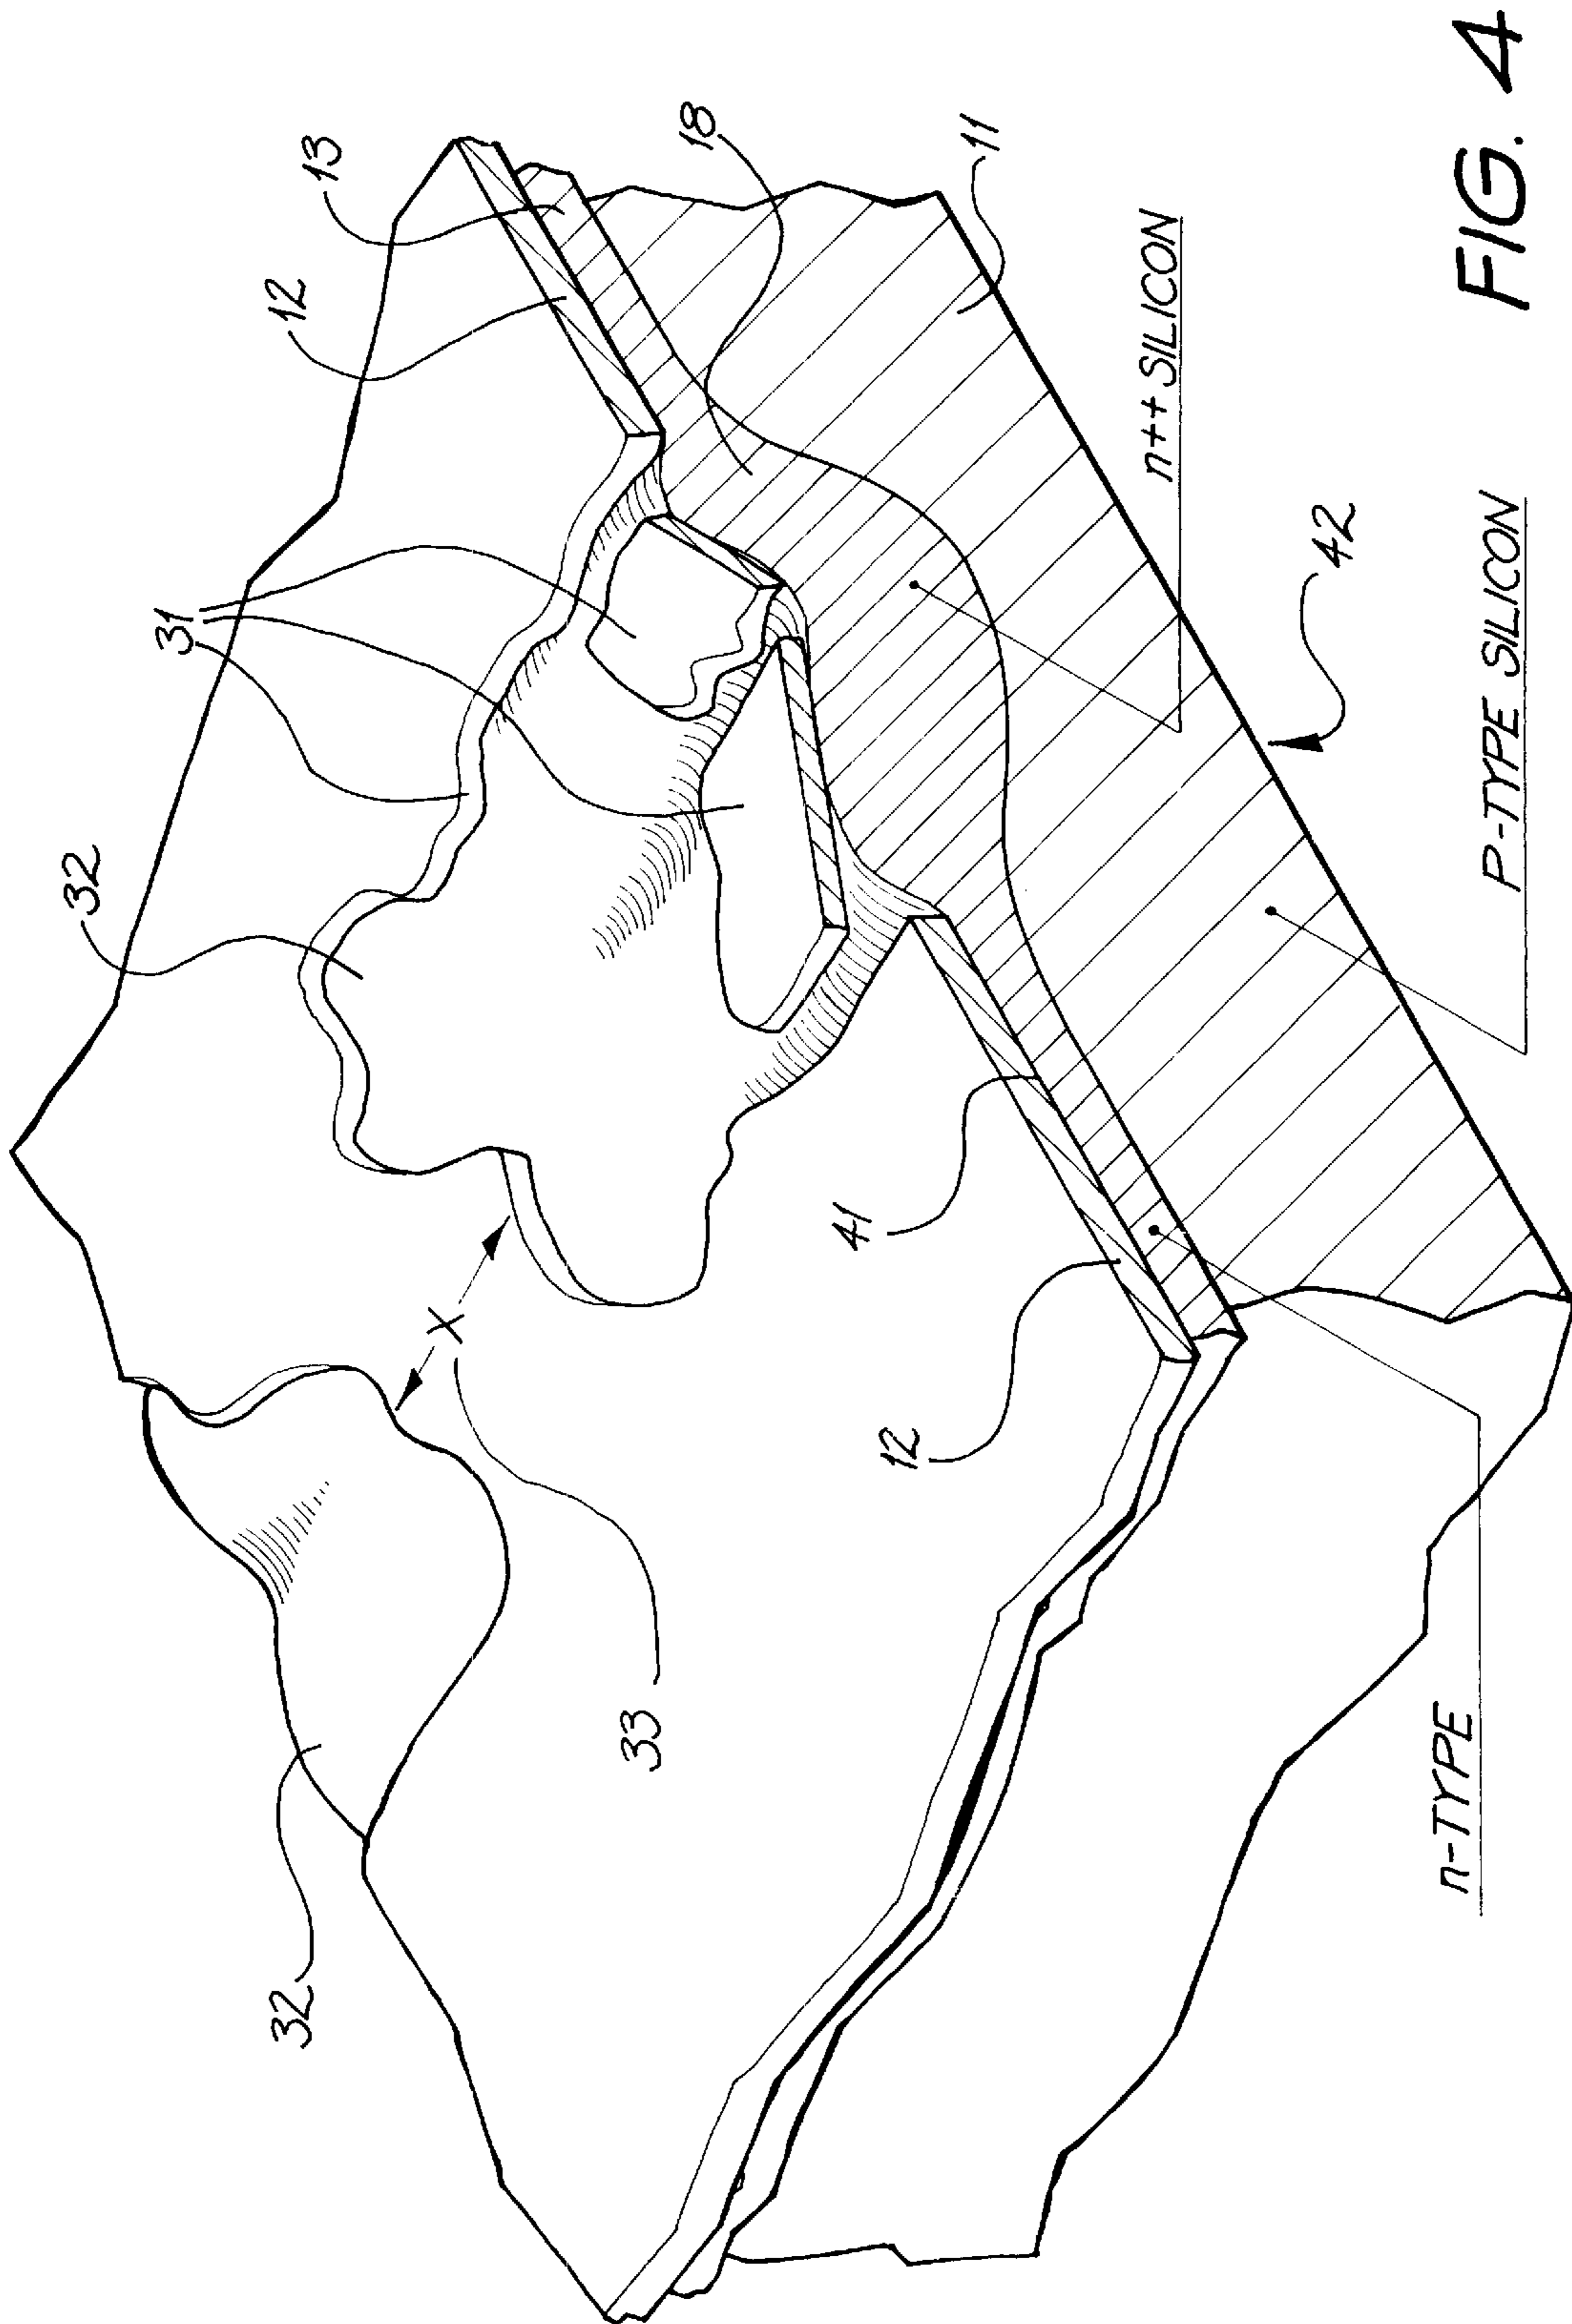 32
32
31
12
13
X
33
12
41
18
11
n-TYPE
P-TYPE SILICON
42
n++ SILICON
FIG. 4